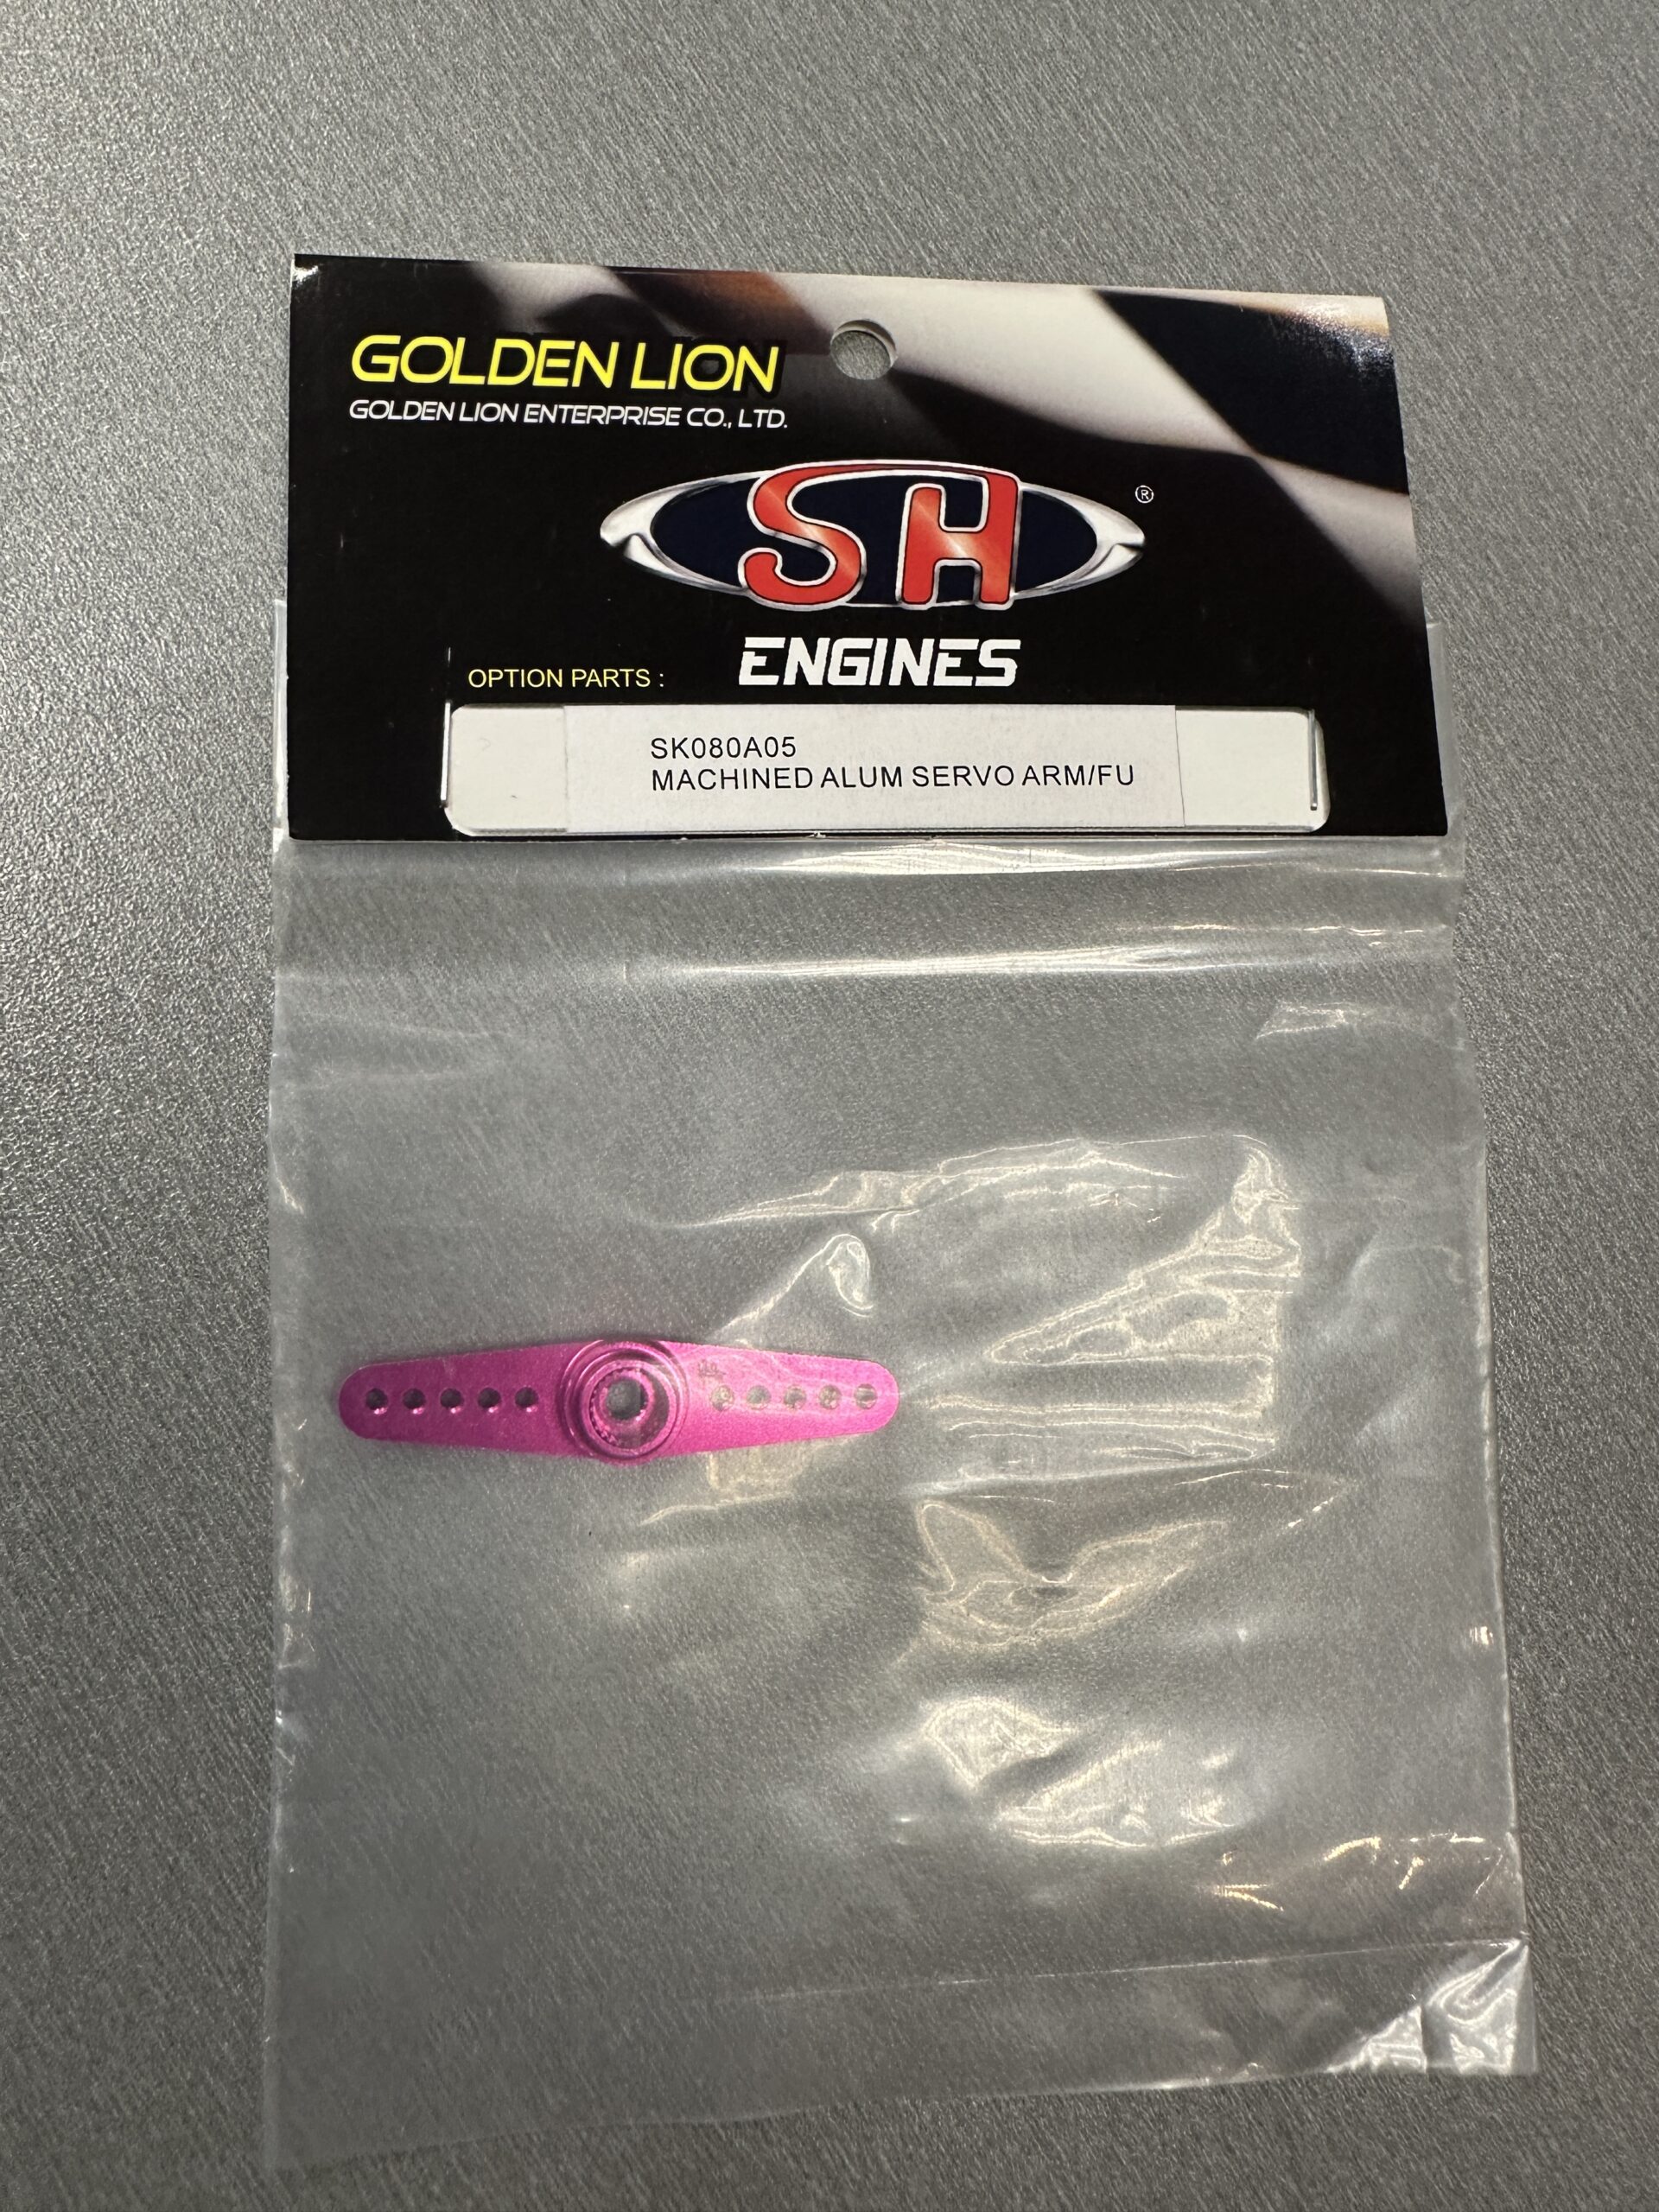 GOLDEN LION
GOLDEN LION ENTERPRISE CO., LTD.
SH ®
ENGINES
OPTION PARTS :
SK080A05
MACHINED ALUM SERVO ARM/FU